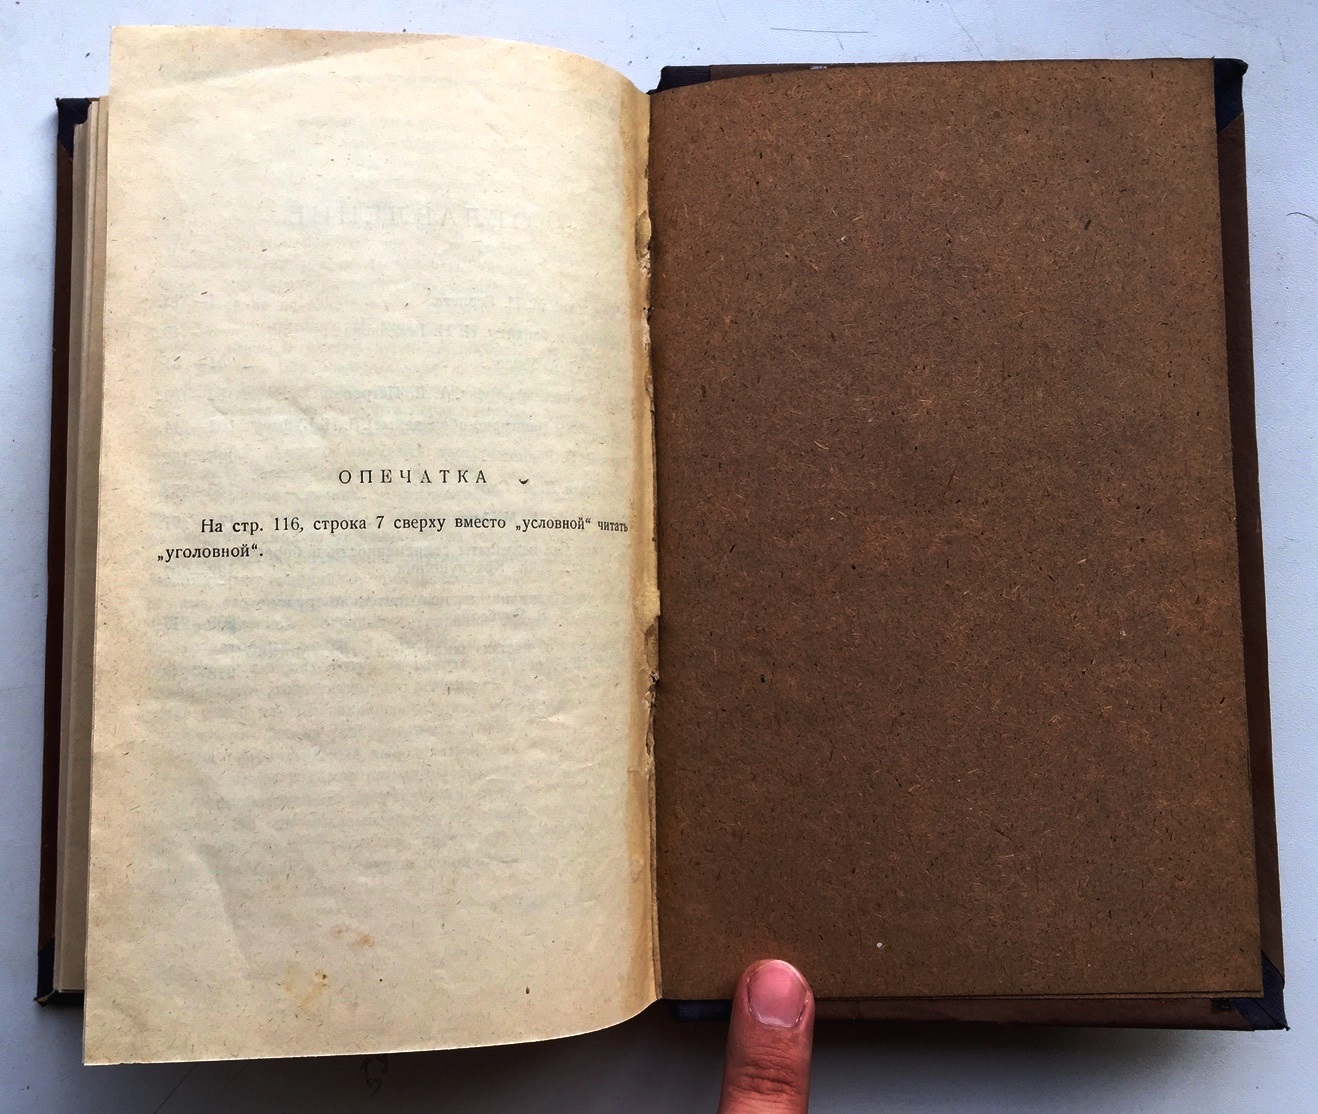 ОПЕЧАТКА
На стр. 116, строка 7 сверху вместо „условной“ читать
„уголовной“.